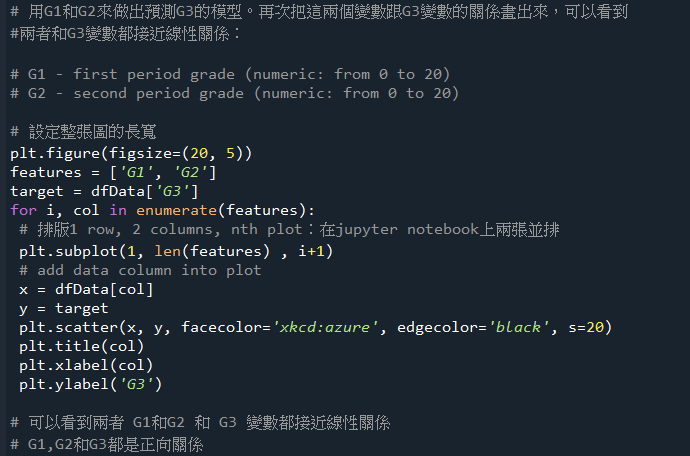 # 用G1和G2來做出預測G3的模型。再次把這兩個變數跟G3變數的關係畫出來，可以看到
#兩者和G3變數都接近線性關係：
# G1 - first period grade (numeric: from 0 to 20)
# G2 - second period grade (numeric: from 0 to 20)
# 設定整張圖的長寬
plt.figure(figsize=(20, 5))
features = ['G1', 'G2']
target = dfData['G3']
for i, col in enumerate(features):
# 排版1 row, 2 columns, nth plot：在jupyter notebook上兩張並排
plt.subplot(1, len(features) , i+1)
# add data column into plot
x = dfData[col]
y = target
plt.scatter(x, y, facecolor='xkcd:azure', edgecolor='black', s=20)
plt.title(col)
plt.xlabel(col)
plt.ylabel('G3')
# 可以看到兩者 G1和G2 和 G3 變數都接近線性關係
# G1,G2和G3都是正向關係